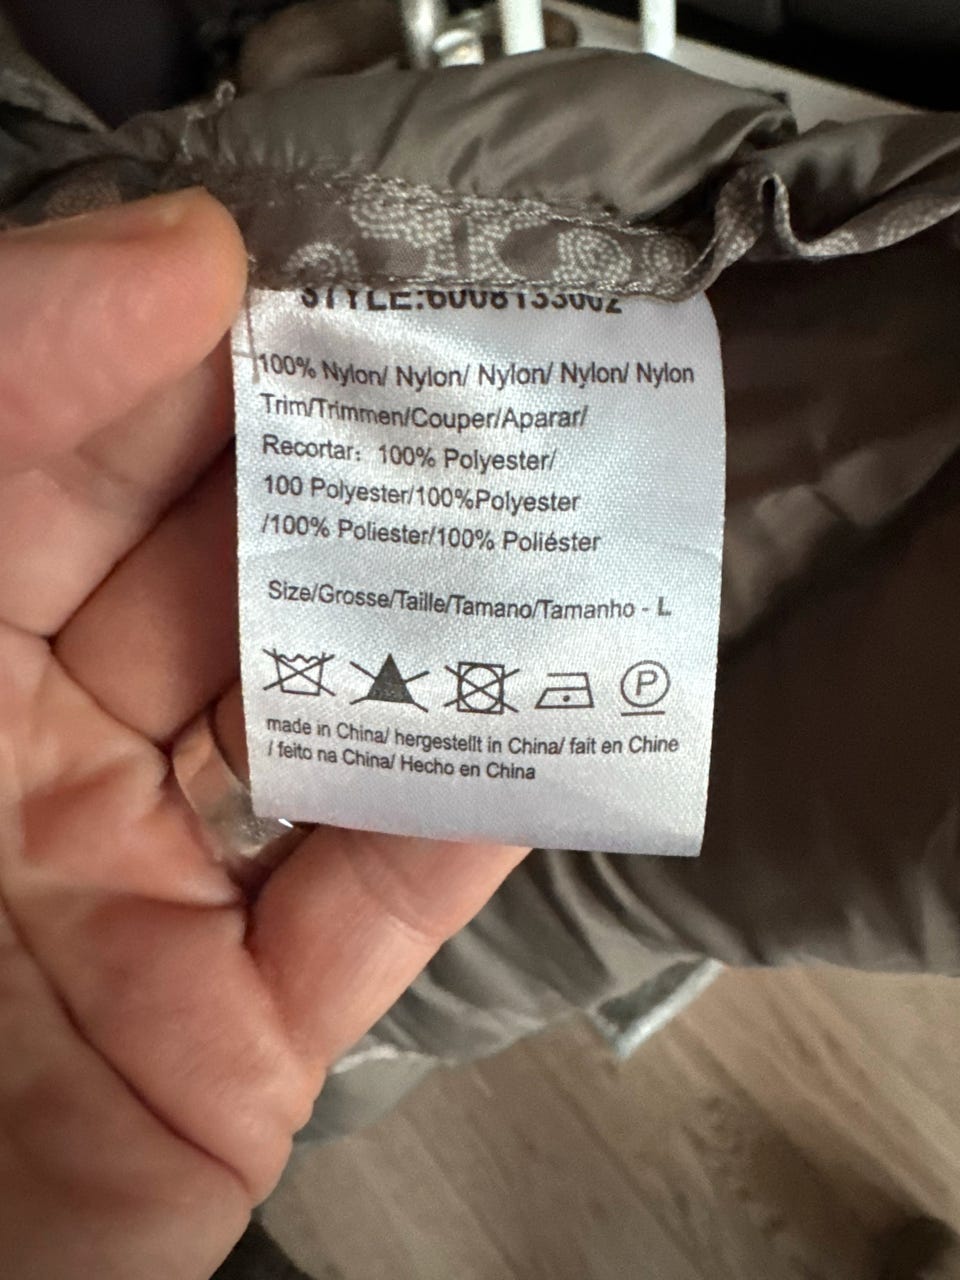 STYLE:6008133002
100% Nylon/ Nylon/ Nylon/ Nylon/ Nylon
Trim/Trimmen/Couper/Aparar/
Recortar: 100% Polyester/
100 Polyester/100%Polyester
/100% Poliester/100% Poliéster
Size/Grosse/Taille/Tamano/Tamanho - L
P
made in China/ hergestellt in China/ fait en Chine
/ feito na China/ Hecho en China